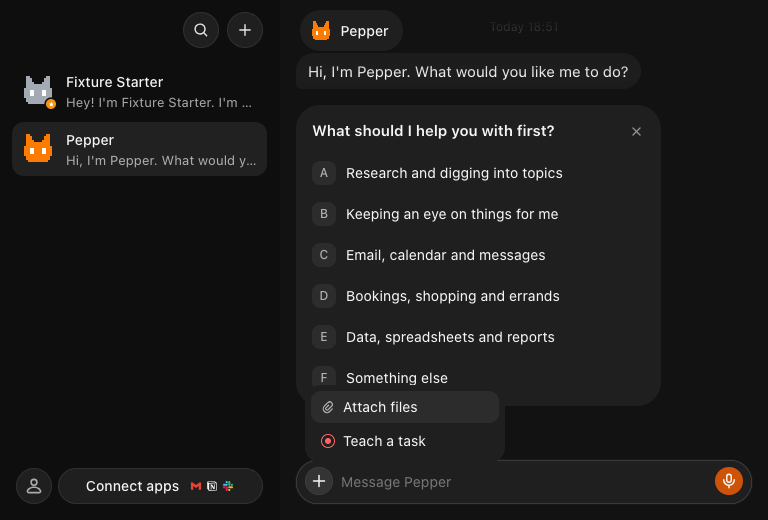 Fixture Starter
Hey! I'm Fixture Starter. I'm ...
Pepper
Hi, I'm Pepper. What would y...
Connect apps
Pepper
Today 18:51
Hi, I'm Pepper. What would you like me to do?
What should I help you with first?
A Research and digging into topics
B Keeping an eye on things for me
C Email, calendar and messages
D Bookings, shopping and errands
E Data, spreadsheets and reports
F Something else
Attach files
Teach a task
Message Pepper